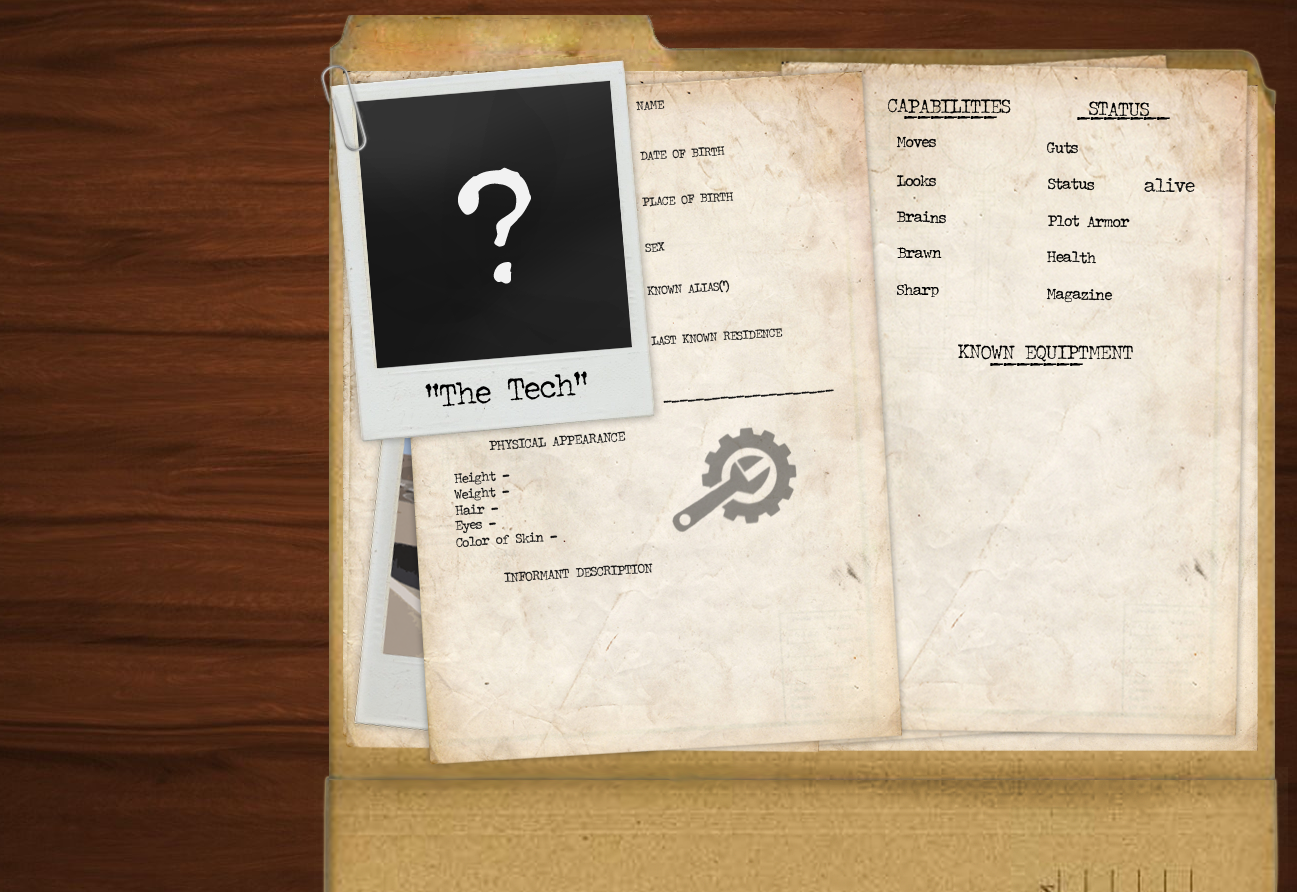 ?
"The Tech"
NAME
DATE OF BIRTH
PLACE OF BIRTH
SEX
KNOWN ALIAS(')
LAST KNOWN RESIDENCE
PHYSICAL APPEARANCE
Height -
Weight -
Hair -
Eyes -
Color of Skin - .
INFORMANT DESCRIPTION
CAPABILITIES
Moves
Looks
Brains
Brawn
Sharp
STATUS
Guts
Status alive
Plot Armor
Health
Magazine
KNOWN EQUIPTMENT